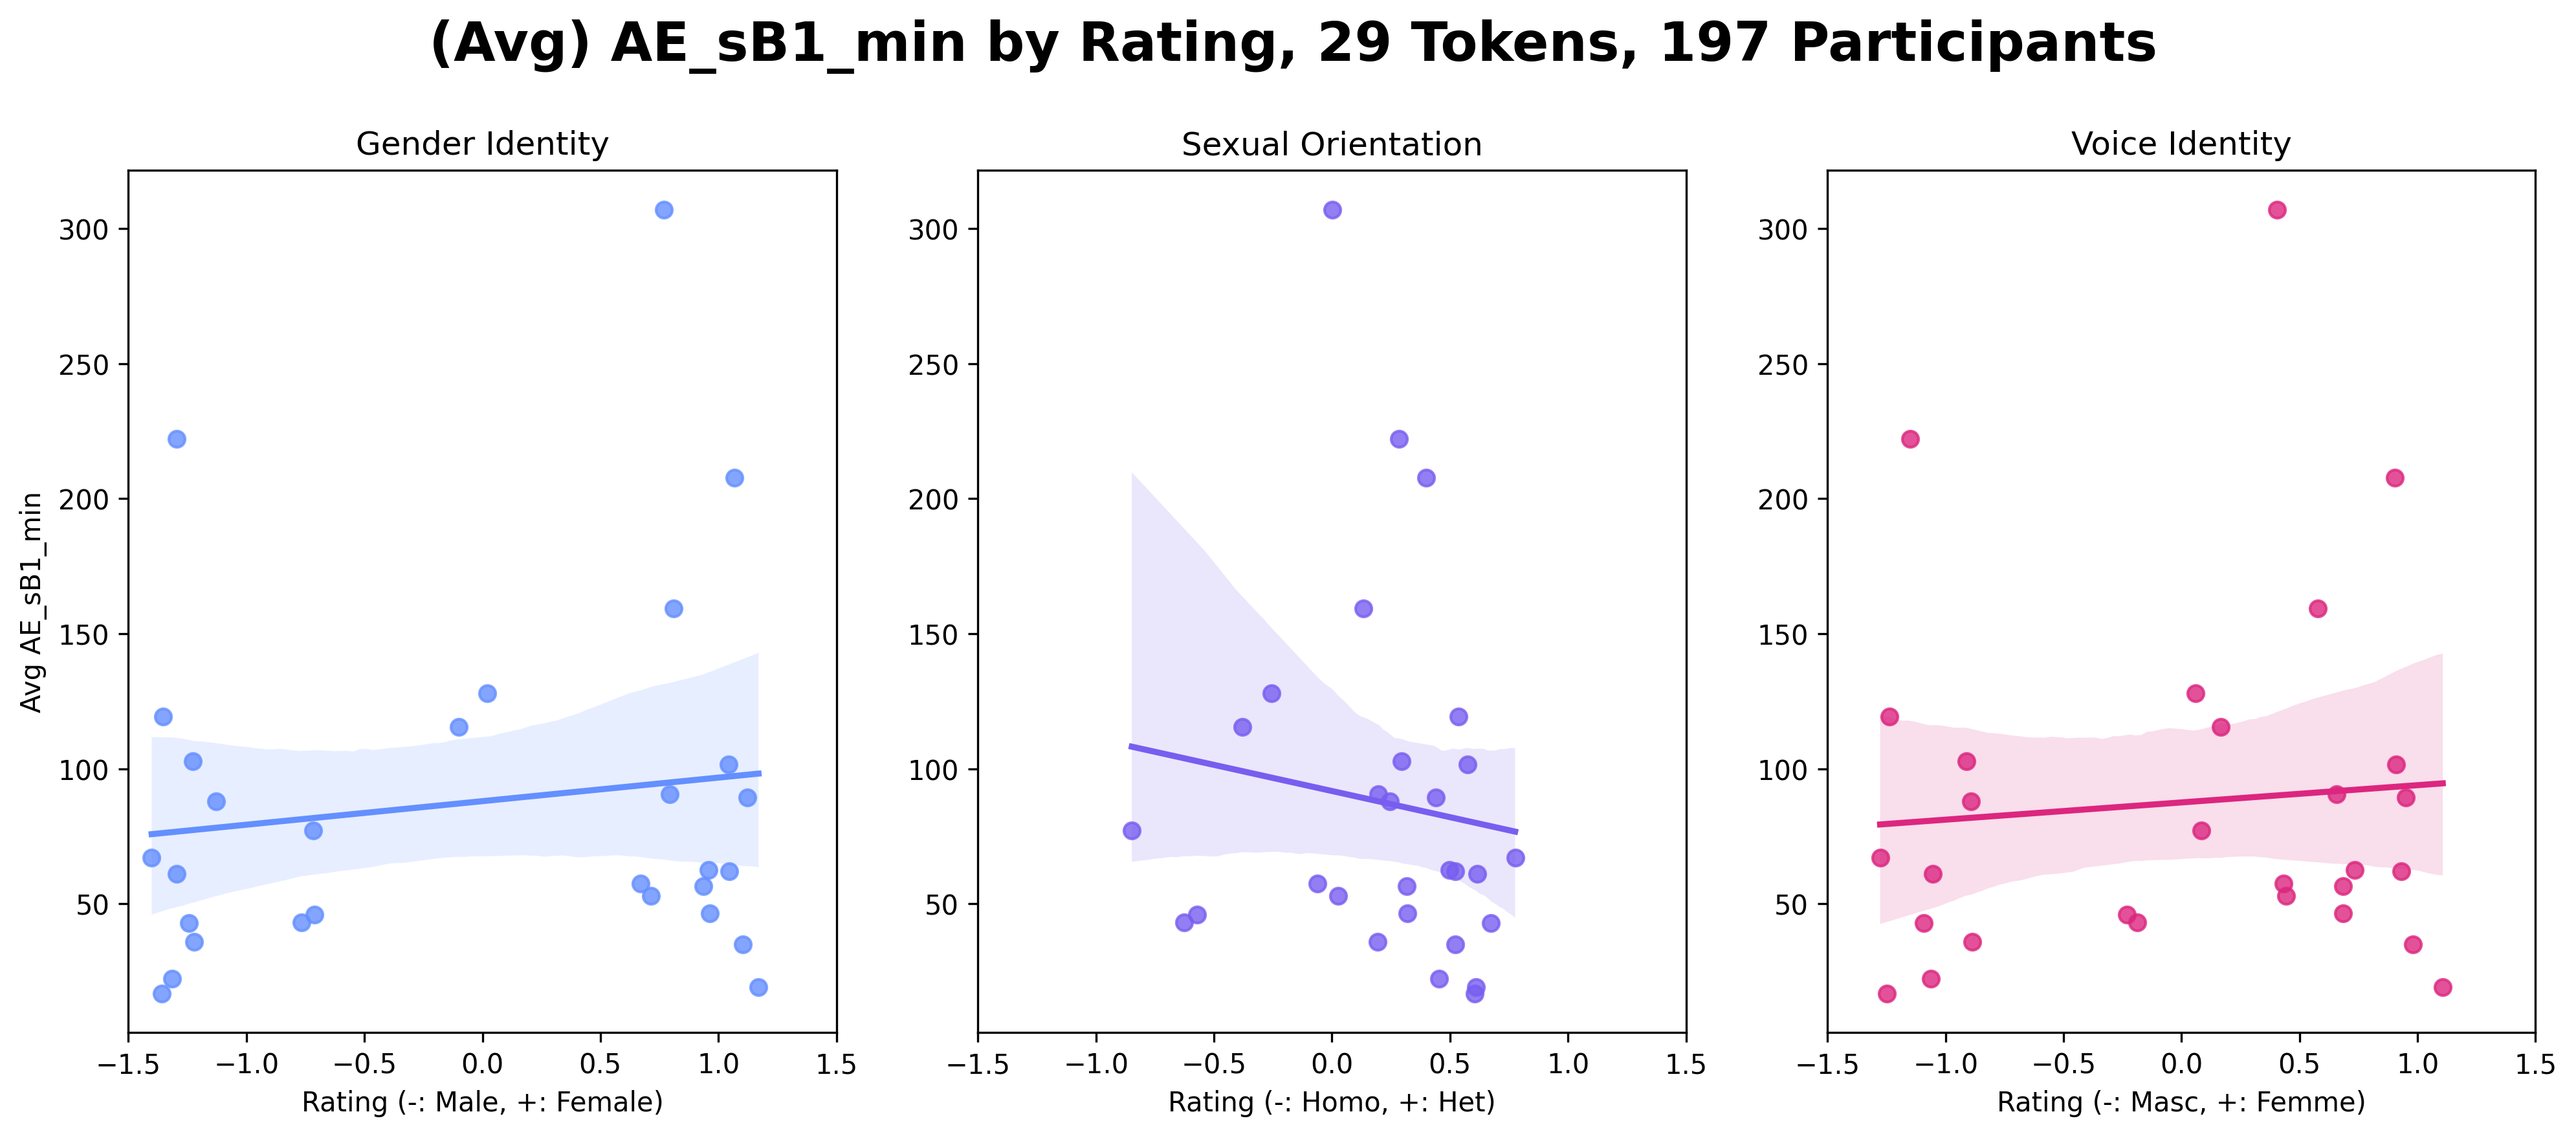 (Avg) AE_sB1_min by Rating, 29 Tokens, 197 Participants
Gender Identity
Sexual Orientation
Voice Identity
Avg AE_sB1_min
300
250
200
150
100
50
−1.5 −1.0 −0.5 0.0 0.5 1.0 1.5
Rating (-: Male, +: Female)
300
250
200
150
100
50
−1.5 −1.0 −0.5 0.0 0.5 1.0 1.5
Rating (-: Homo, +: Het)
300
250
200
150
100
50
−1.5 −1.0 −0.5 0.0 0.5 1.0 1.5
Rating (-: Masc, +: Femme)